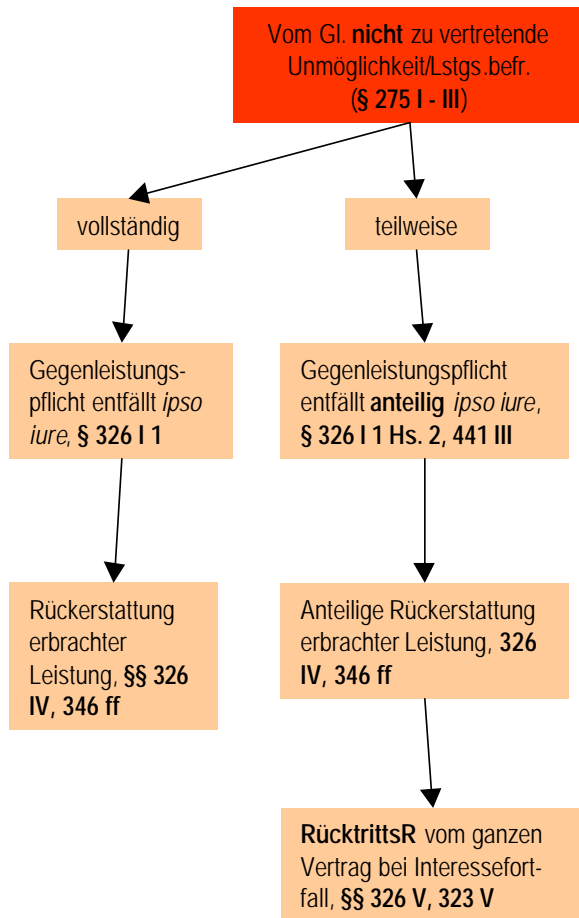 Vom Gl. nicht zu vertretende
Unmöglichkeit/Lstgs.befr.
(§ 275 I - III)
vollständig
teilweise
Gegenleistungs-
pflicht entfällt ipso
iure, § 326 I 1
Gegenleistungspflicht
entfällt anteilig ipso iure,
§ 326 I 1 Hs. 2, 441 III
Rückerstattung
erbrachter
Leistung, §§ 326
IV, 346 ff
Anteilige Rückerstattung
erbrachter Leistung, 326
IV, 346 ff
RücktrittsR vom ganzen
Vertrag bei Interessefort-
fall, §§ 326 V, 323 V